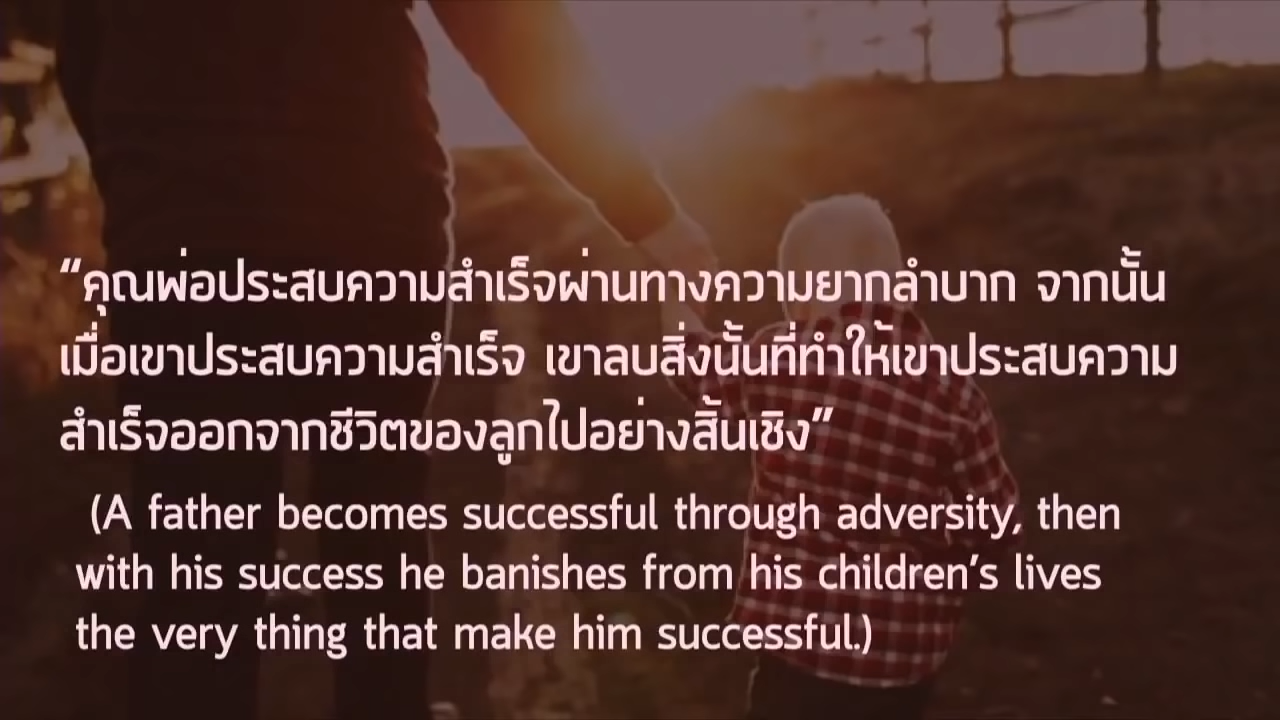 “คุณพ่อประสบความสำเร็จผ่านทางความยากลำบาก จากนั้น
เมื่อเขาประสบความสำเร็จ เขาลบสิ่งนั้นที่ทำให้เขาประสบความ
สำเร็จออกจากชีวิตของลูกไปอย่างสิ้นเชิง”
(A father becomes successful through adversity, then
with his success he banishes from his children’s lives
the very thing that make him successful.)